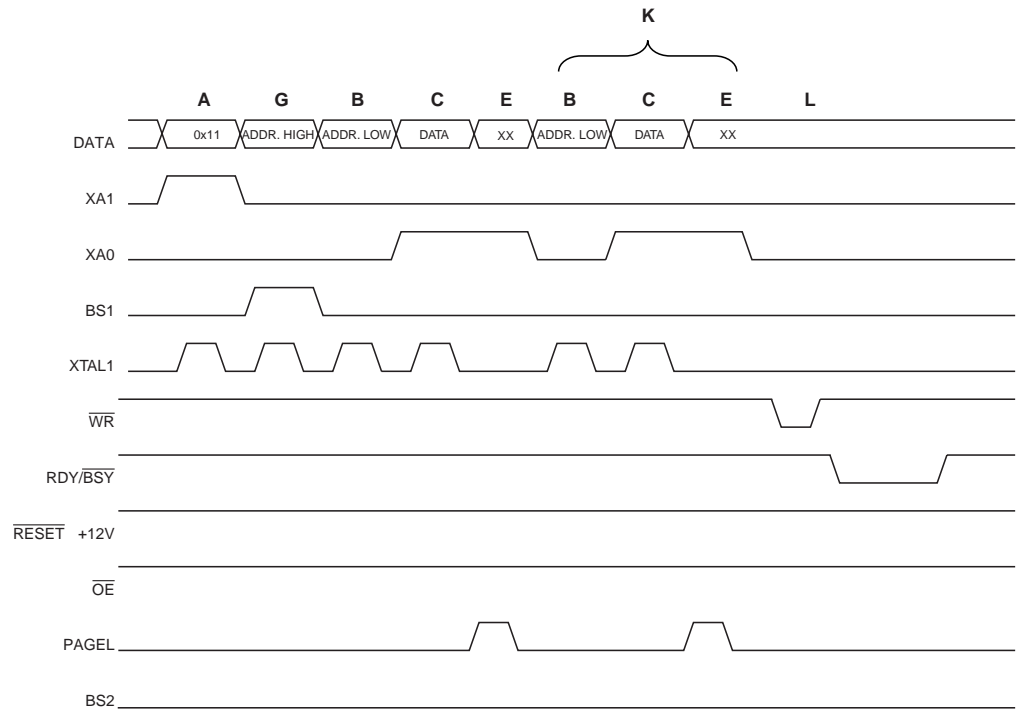 K
A G B C E B C E L
DATA 0x11 ADDR. HIGH ADDR. LOW DATA XX ADDR. LOW DATA XX
XA1
XA0
BS1
XTAL1
WR
RDY/BSY
RESET +12V
OE
PAGEL
BS2